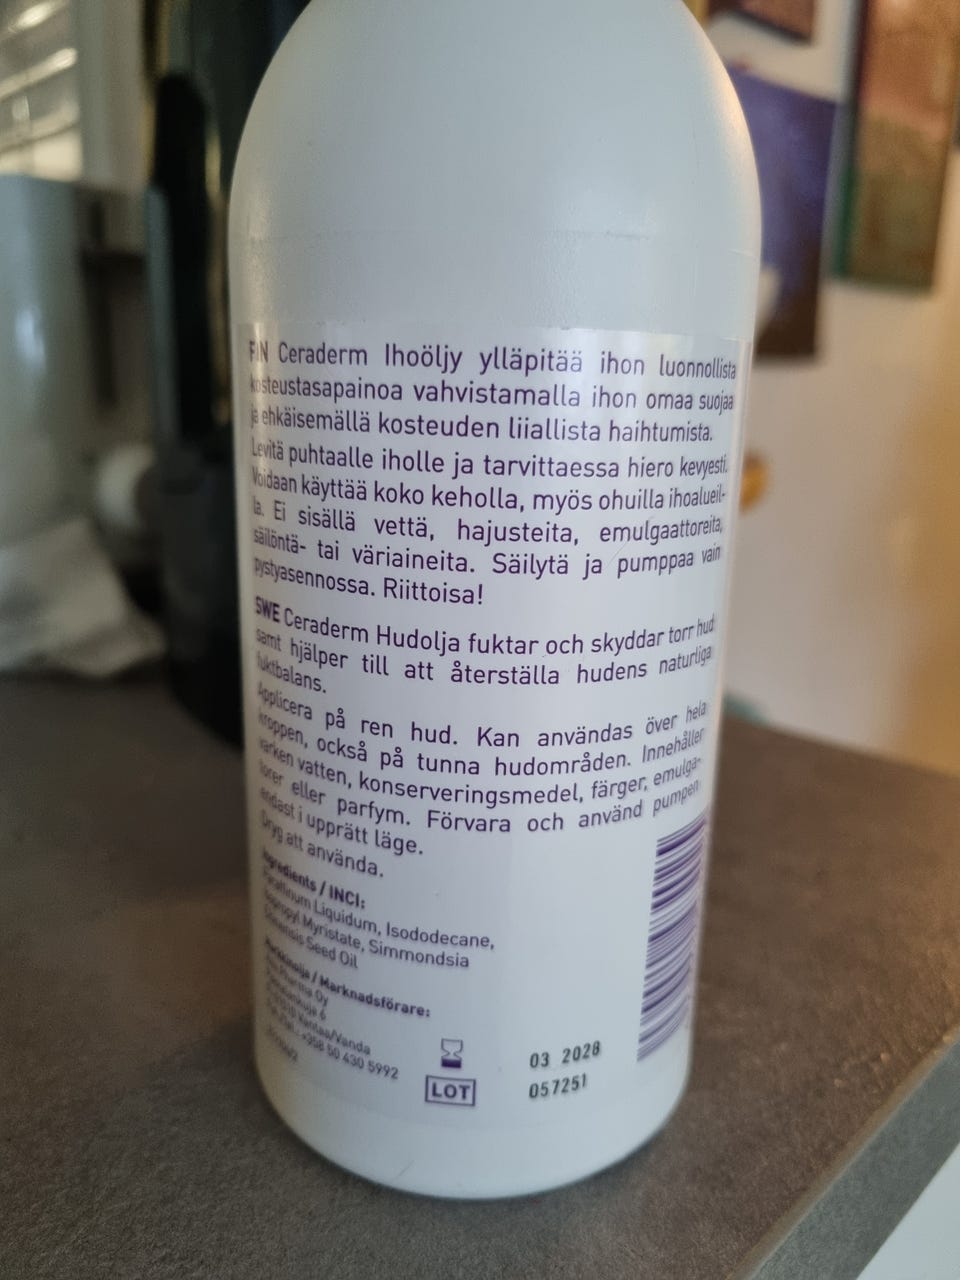 FIN Ceraderm Ihoöljy ylläpitää ihon luonnollista
kosteustasapainoa vahvistamalla ihon omaa suojaa
ja ehkäisemällä kosteuden liiallista haihtumista.
Levitä puhtaalle iholle ja tarvittaessa hiero kevyesti.
Voidaan käyttää koko keholla, myös ohuilla ihoalueil-
la. Ei sisällä vettä, hajusteita, emulgaattoreita,
säilöntä- tai väriaineita. Säilytä ja pumppaa vain
pystyasennossa. Riittoisa!
SWE Ceraderm Hudolja fuktar och skyddar torr hud
samt hjälper till att återställa hudens naturliga
fuktbalans.
Applicera på ren hud. Kan användas över hela
kroppen, också på tunna hudområden. Innehåller
varken vatten, konserveringsmedel, färger, emulga-
torer eller parfym. Förvara och använd pumpen
endast i upprätt läge.
Dryg att använda.
Ingredients / INCI:
Paraffinum Liquidum, Isododecane,
Isopropyl Myristate, Simmondsia
Chinensis Seed Oil
Markkinoija / Marknadsförare:
Pharma Oy
6
Vantaa/Vanda
+358 50 430 5992
LOT
03 2028
057251